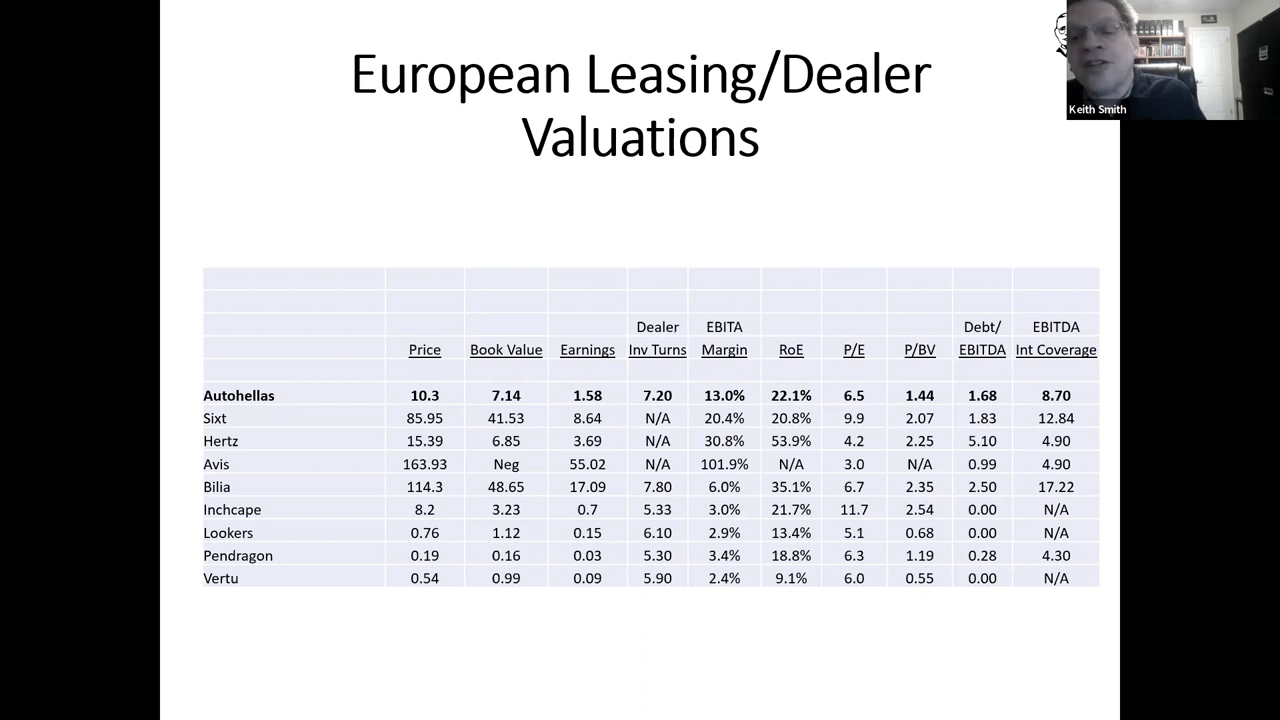 European Leasing/Dealer
Valuations
Keith Smith
Dealer EBITA Debt/ EBITDA
Price Book Value Earnings Inv Turns Margin RoE P/E P/BV EBITDA Int Coverage
Autohellas 10.3 7.14 1.58 7.20 13.0% 22.1% 6.5 1.44 1.68 8.70
Sixt 85.95 41.53 8.64 N/A 20.4% 20.8% 9.9 2.07 1.83 12.84
Hertz 15.39 6.85 3.69 N/A 30.8% 53.9% 4.2 2.25 5.10 4.90
Avis 163.93 Neg 55.02 N/A 101.9% N/A 3.0 N/A 0.99 4.90
Bilia 114.3 48.65 17.09 7.80 6.0% 35.1% 6.7 2.35 2.50 17.22
Inchcape 8.2 3.23 0.7 5.33 3.0% 21.7% 11.7 2.54 0.00 N/A
Lookers 0.76 1.12 0.15 6.10 2.9% 13.4% 5.1 0.68 0.00 N/A
Pendragon 0.19 0.16 0.03 5.30 3.4% 18.8% 6.3 1.19 0.28 4.30
Vertu 0.54 0.99 0.09 5.90 2.4% 9.1% 6.0 0.55 0.00 N/A